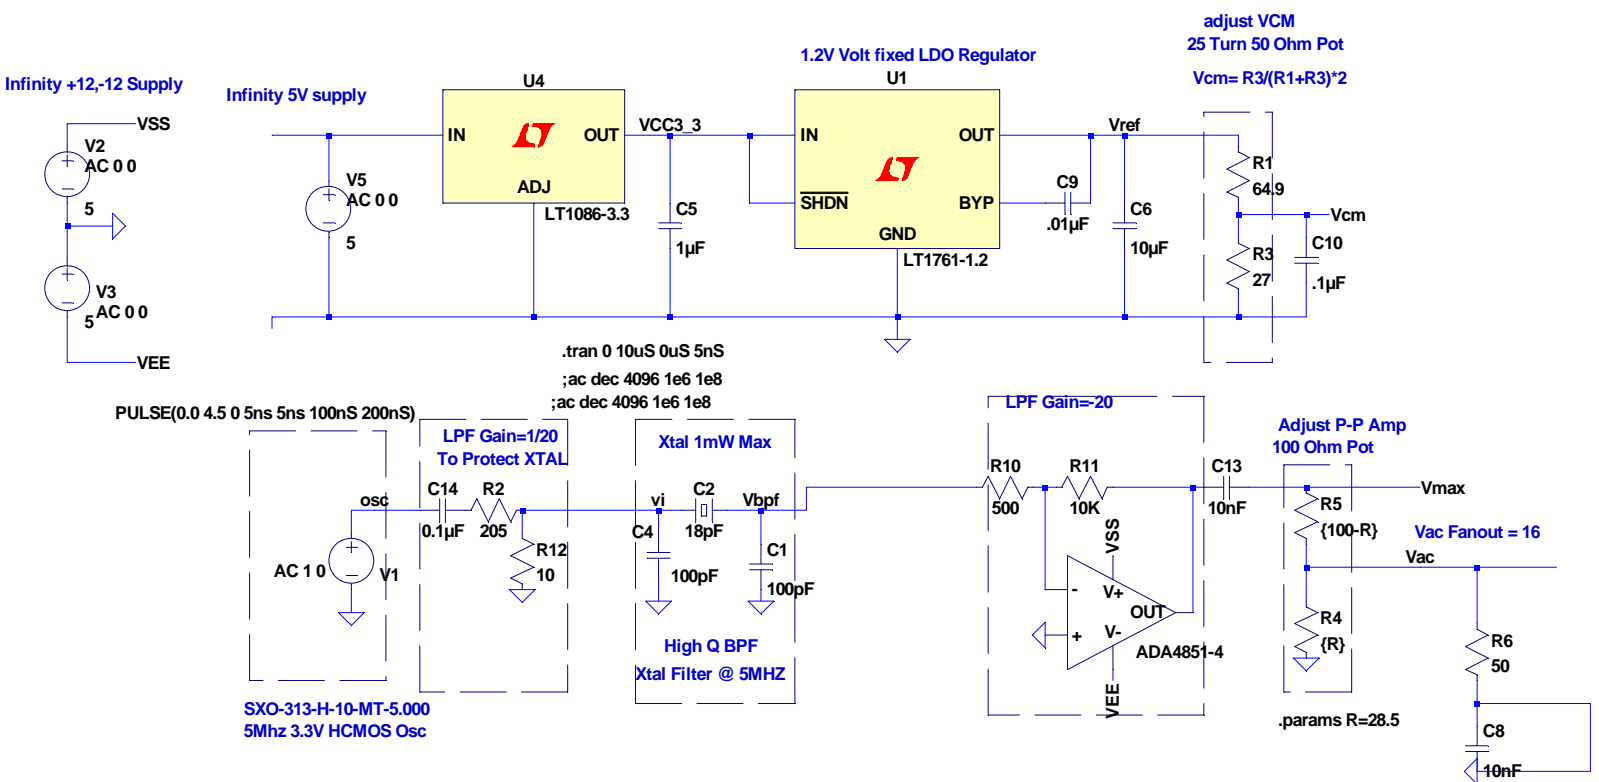 adjust VCM
25 Turn 50 Ohm Pot
Vcm= R3/(R1+R3)*2
1.2V Volt fixed LDO Regulator
Infinity +12,-12 Supply
Infinity 5V supply
VSS
V2
AC 0 0
5
V3
AC 0 0
5
VEE
V5
AC 0 0
5
U4
IN
OUT
ADJ
LT1086-3.3
VCC3_3
C5
1µF
U1
IN
OUT
SHDN
BYP
GND
LT1761-1.2
C9
.01µF
Vref
C6
10µF
R1
64.9
Vcm
R3
27
C10
.1µF
.tran 0 10uS 0uS 5nS
;ac dec 4096 1e6 1e8
;ac dec 4096 1e6 1e8
PULSE(0.0 4.5 0 5ns 5ns 100nS 200nS)
osc
AC 1 0
V1
SXO-313-H-10-MT-5.000
5Mhz 3.3V HCMOS Osc
LPF Gain=1/20
To Protect XTAL
C14
0.1µF
R2
205
R12
10
Xtal 1mW Max
vi
C2
18pF
Vbpf
C4
100pF
C1
100pF
High Q BPF
Xtal Filter @ 5MHZ
LPF Gain=-20
R10
500
R11
10K
VSS
V+
-
+
OUT
V-
VEE
ADA4851-4
C13
10nF
Adjust P-P Amp
100 Ohm Pot
Vmax
R5
{100-R}
Vac Fanout = 16
Vac
R4
{R}
.params R=28.5
R6
50
C8
10nF